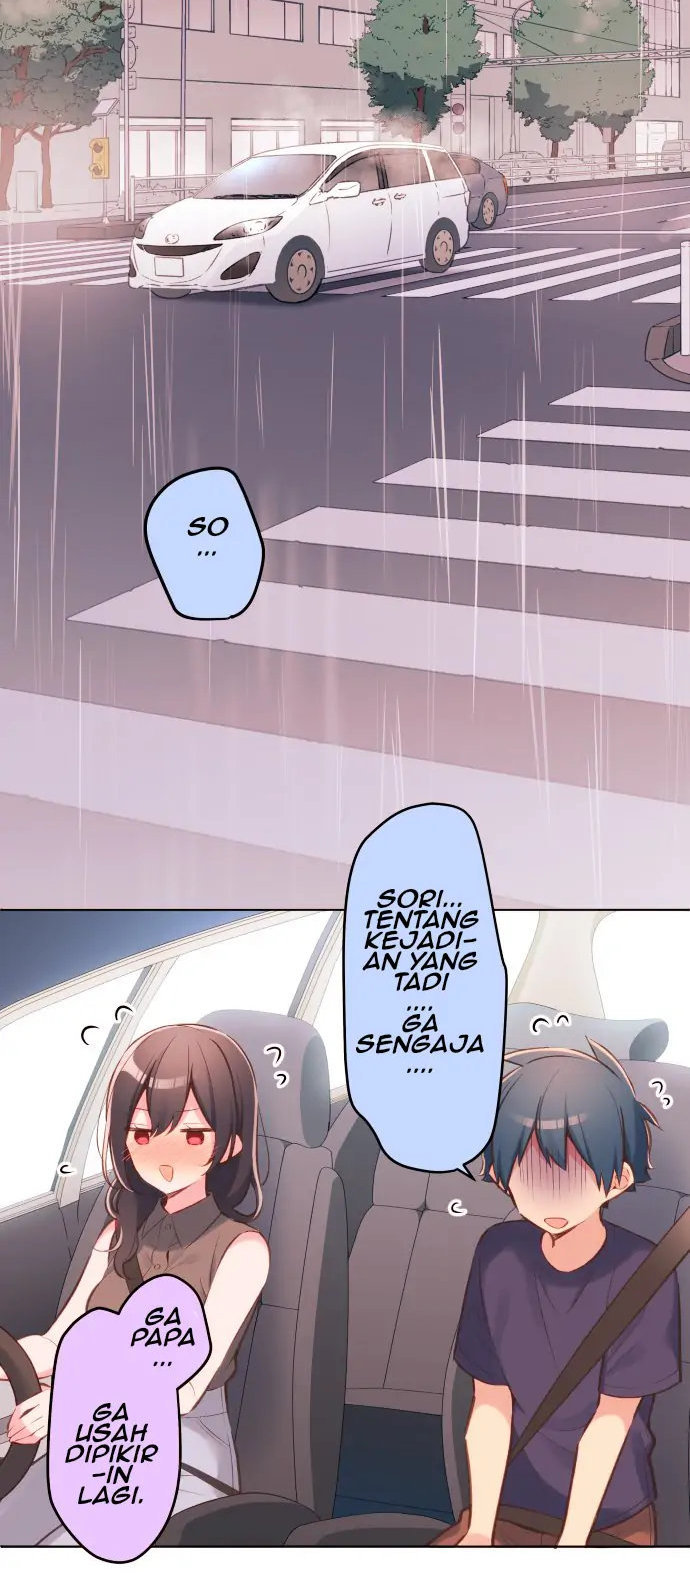 SO
...
SORI...
TENTANG
KEJADI-
AN YANG
TADI
....
GA
SENGAJA
....
GA
PAPA
...
GA
USAH
DIPIKIR
-IN
LAGI.